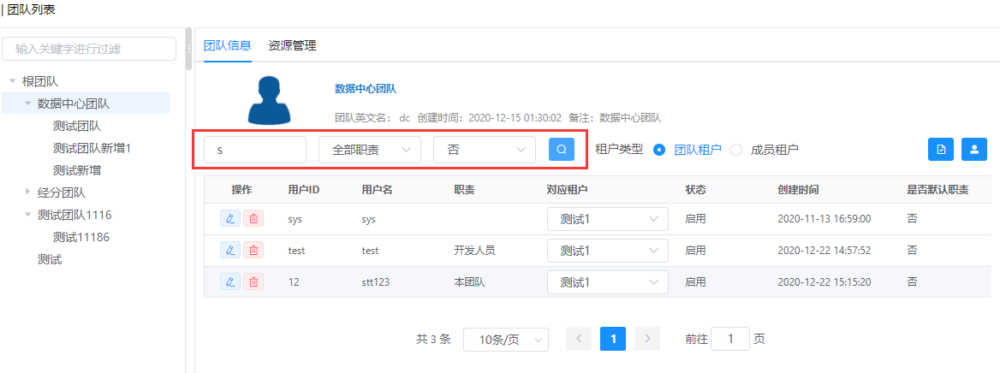 团队列表
输入关键字进行过滤
根团队
数据中心团队
测试团队
测试团队新增1
测试新增
经分团队
测试团队1116
测试11186
测试
团队信息 资源管理
数据中心团队
团队英文名： dc 创建时间：2020-12-15 01:30:02 备注：数据中心团队
s 全部职责 否 租户类型 团队租户 成员租户
操作 用户ID 用户名 职责 对应租户 状态 创建时间 是否默认职责
sys sys 测试1 启用 2020-11-13 16:59:00 否
test test 开发人员 测试1 启用 2020-12-22 14:57:52 否
12 stt123 本团队 测试1 启用 2020-12-22 15:15:20 否
共 3 条 10条/页 1 前往 1 页